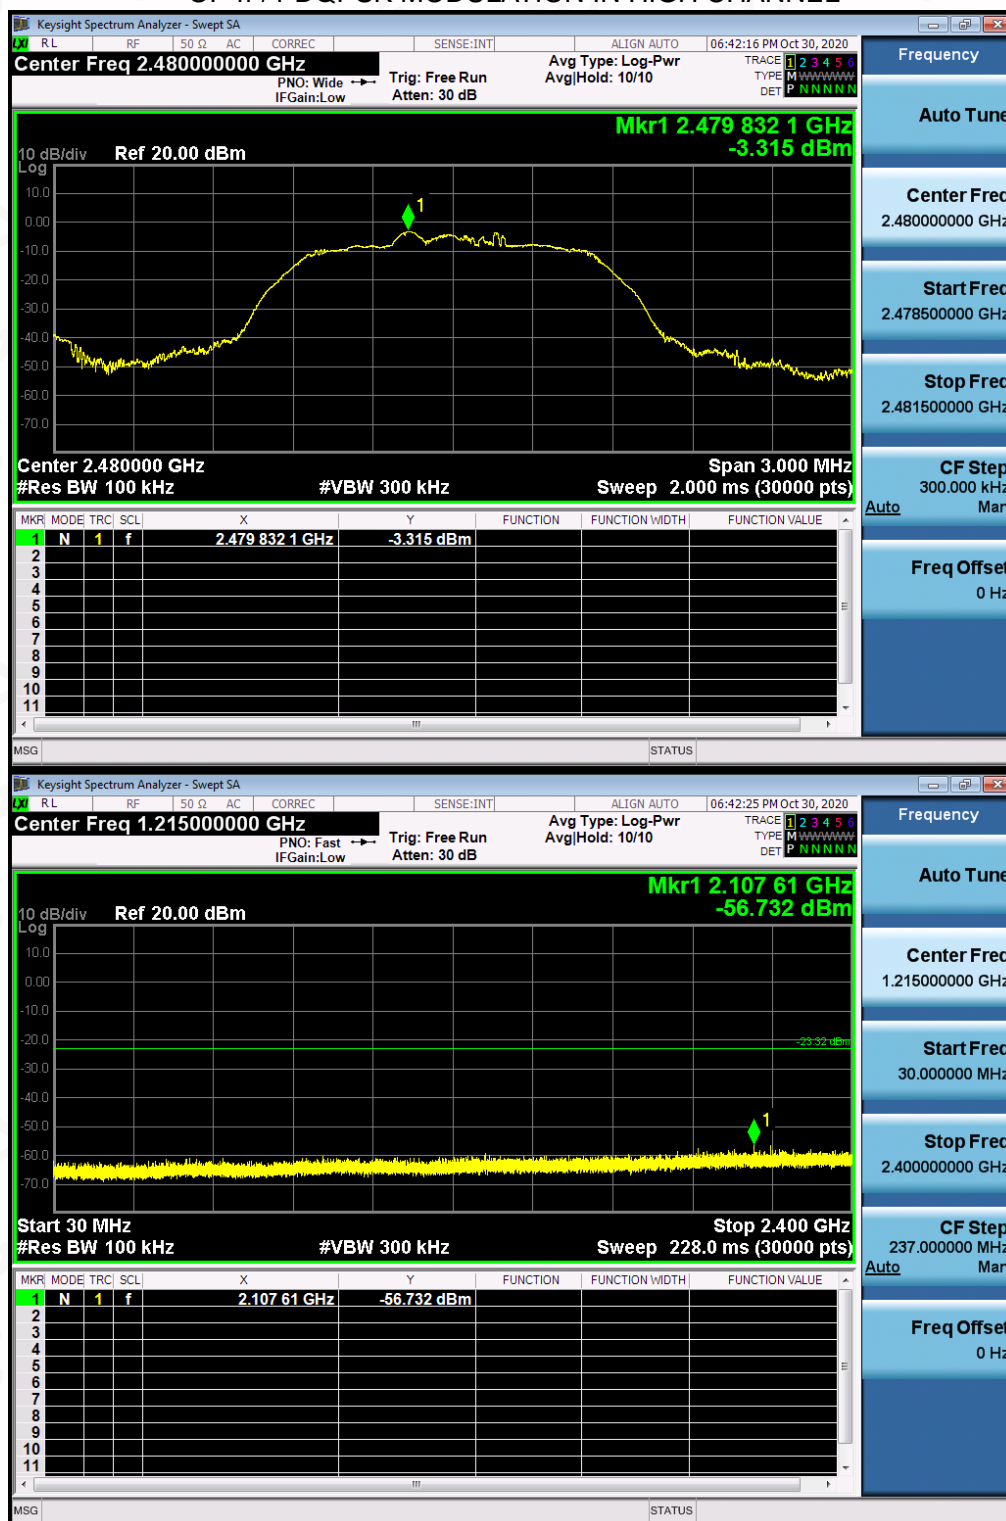 MODULATION IN HIGH CHANNEL
Keysight Spectrum Analyzer - Swept SA
LXI RL RF 50 Ω AC CORREC SENSE:INT ALIGN AUTO 06:42:16 PM Oct 30, 2020
Center Freq 2.480000000 GHz
PNO: Wide
IFGain:Low
Trig: Free Run
Atten: 30 dB
Avg Type: Log-Pwr
Avg|Hold: 10/10
TRACE 1 2 3 4 5 6
TYPE M WWWWW
DET P N N N N N
Mkr1 2.479 832 1 GHz
-3.315 dBm
10 dB/div Ref 20.00 dBm
Log
10.0
0.00
-10.0
-20.0
-30.0
-40.0
-50.0
-60.0
-70.0
1
Center 2.480000 GHz Span 3.000 MHz
#Res BW 100 kHz #VBW 300 kHz Sweep 2.000 ms (30000 pts)
MKR MODE TRC SCL X Y FUNCTION FUNCTION WIDTH FUNCTION VALUE
1 N 1 f 2.479 832 1 GHz -3.315 dBm
2
3
4
5
6
7
8
9
10
11
MSG STATUS
Frequency
Auto Tune
Center Freq
2.480000000 GHz
Start Freq
2.478500000 GHz
Stop Freq
2.481500000 GHz
CF Step
300.000 kHz
Auto Man
Freq Offset
0 Hz
Keysight Spectrum Analyzer - Swept SA
LXI RL RF 50 Ω AC CORREC SENSE:INT ALIGN AUTO 06:42:25 PM Oct 30, 2020
Center Freq 1.215000000 GHz
PNO: Fast
IFGain:Low
Trig: Free Run
Atten: 30 dB
Avg Type: Log-Pwr
Avg|Hold: 10/10
TRACE 1 2 3 4 5 6
TYPE M WWWWW
DET P N N N N N
Mkr1 2.107 61 GHz
-56.732 dBm
10 dB/div Ref 20.00 dBm
Log
10.0
0.00
-10.0
-20.0
-30.0
-40.0
-50.0
-60.0
-70.0
-23.32 dBm
1
Start 30 MHz Stop 2.400 GHz
#Res BW 100 kHz #VBW 300 kHz Sweep 228.0 ms (30000 pts)
MKR MODE TRC SCL X Y FUNCTION FUNCTION WIDTH FUNCTION VALUE
1 N 1 f 2.107 61 GHz -56.732 dBm
2
3
4
5
6
7
8
9
10
11
MSG STATUS
Frequency
Auto Tune
Center Freq
1.215000000 GHz
Start Freq
30.000000 MHz
Stop Freq
2.400000000 GHz
CF Step
237.000000 MHz
Auto Man
Freq Offset
0 Hz